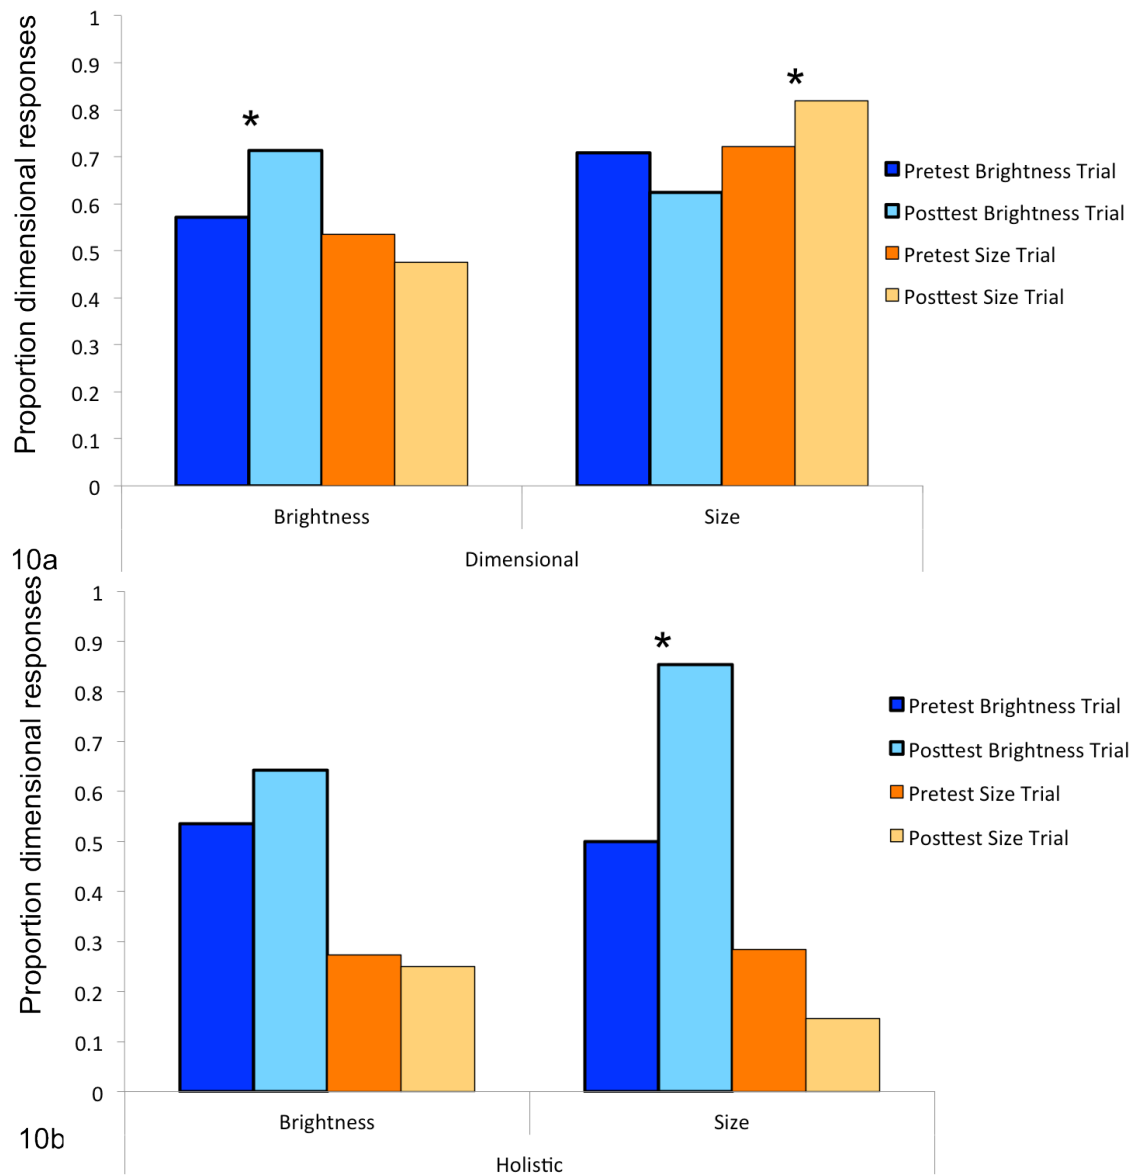 Proportion dimensional responses
1
0.9
0.8
0.7
0.6
0.5
0.4
0.3
0.2
0.1
0
*
*
Pretest Brightness Trial
Posttest Brightness Trial
Pretest Size Trial
Posttest Size Trial
Brightness
Size
Dimensional
10a
Proportion dimensional responses
1
0.9
0.8
0.7
0.6
0.5
0.4
0.3
0.2
0.1
0
*
Pretest Brightness Trial
Posttest Brightness Trial
Pretest Size Trial
Posttest Size Trial
Brightness
Size
Holistic
10b